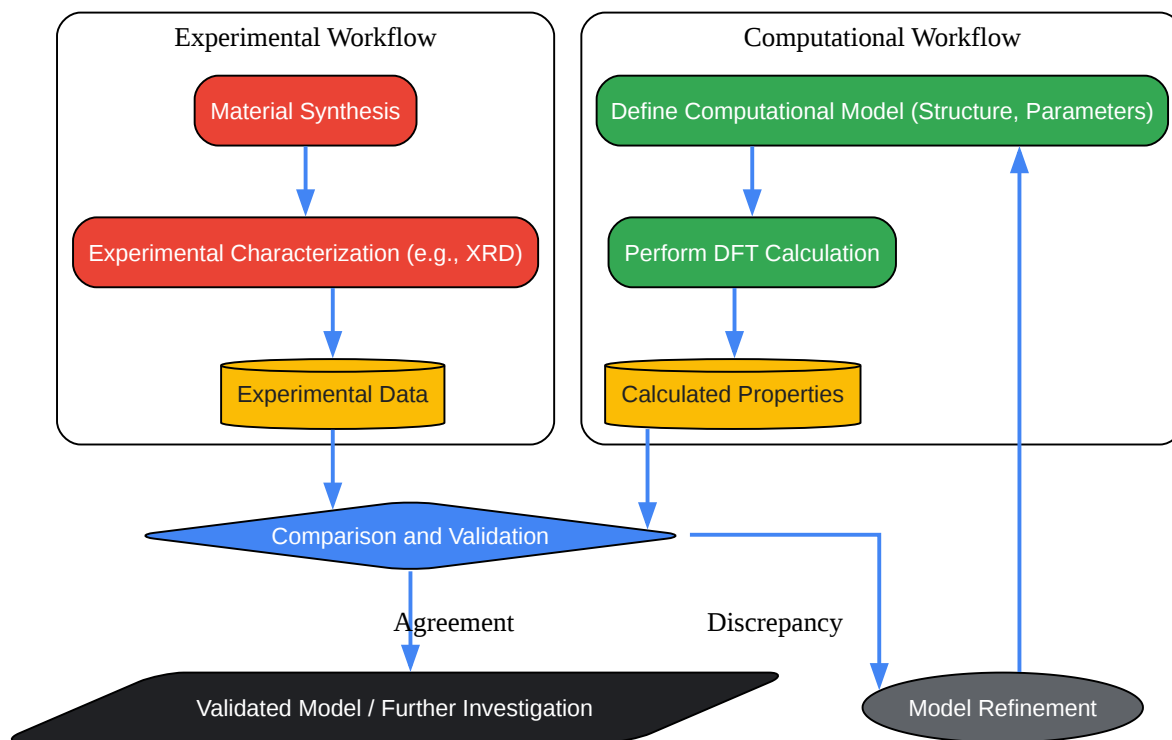 Experimental Workflow
Computational Workflow
Material Synthesis
Define Computational Model (Structure, Parameters)
Experimental Characterization (e.g., XRD)
Perform DFT Calculation
Experimental Data
Calculated Properties
Comparison and Validation
Agreement
Discrepancy
Validated Model / Further Investigation
Model Refinement